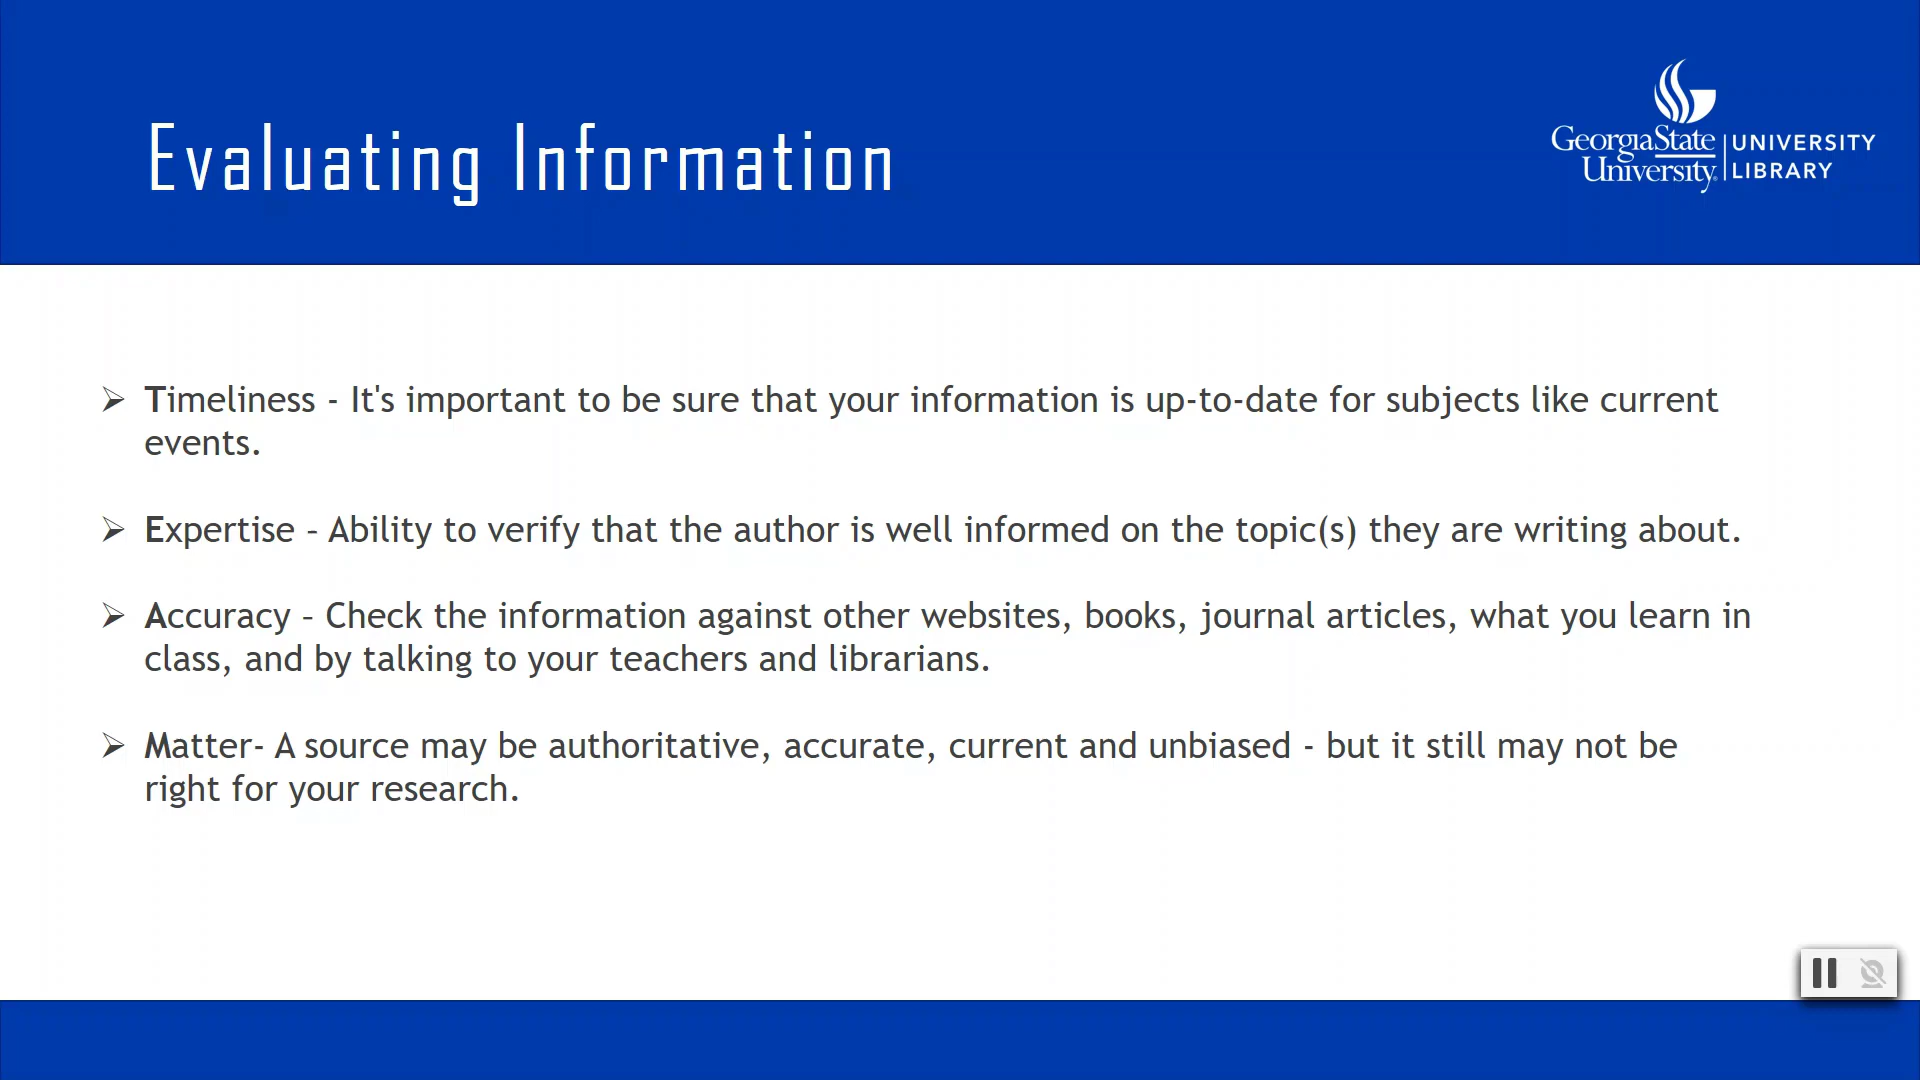 Evaluating Information
GeorgiaState
University
UNIVERSITY
LIBRARY
➢ Timeliness - It's important to be sure that your information is up-to-date for subjects like current
events.
➢ Expertise – Ability to verify that the author is well informed on the topic(s) they are writing about.
➢ Accuracy – Check the information against other websites, books, journal articles, what you learn in
class, and by talking to your teachers and librarians.
➢ Matter- A source may be authoritative, accurate, current and unbiased - but it still may not be
right for your research.